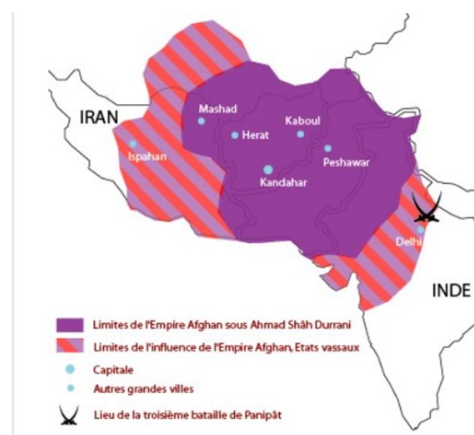 IRAN
Mashad
Herat
Kaboul
Ispahan
Peshawar
Kandahar
Delhi
INDE
Limites de l'Empire Afghan sous Ahmad Shâh Durrani
Limites de l'influence de l'Empire Afghan, Etats vassaux
Capitale
Autres grandes villes
Lieu de la troisième bataille de Panipât